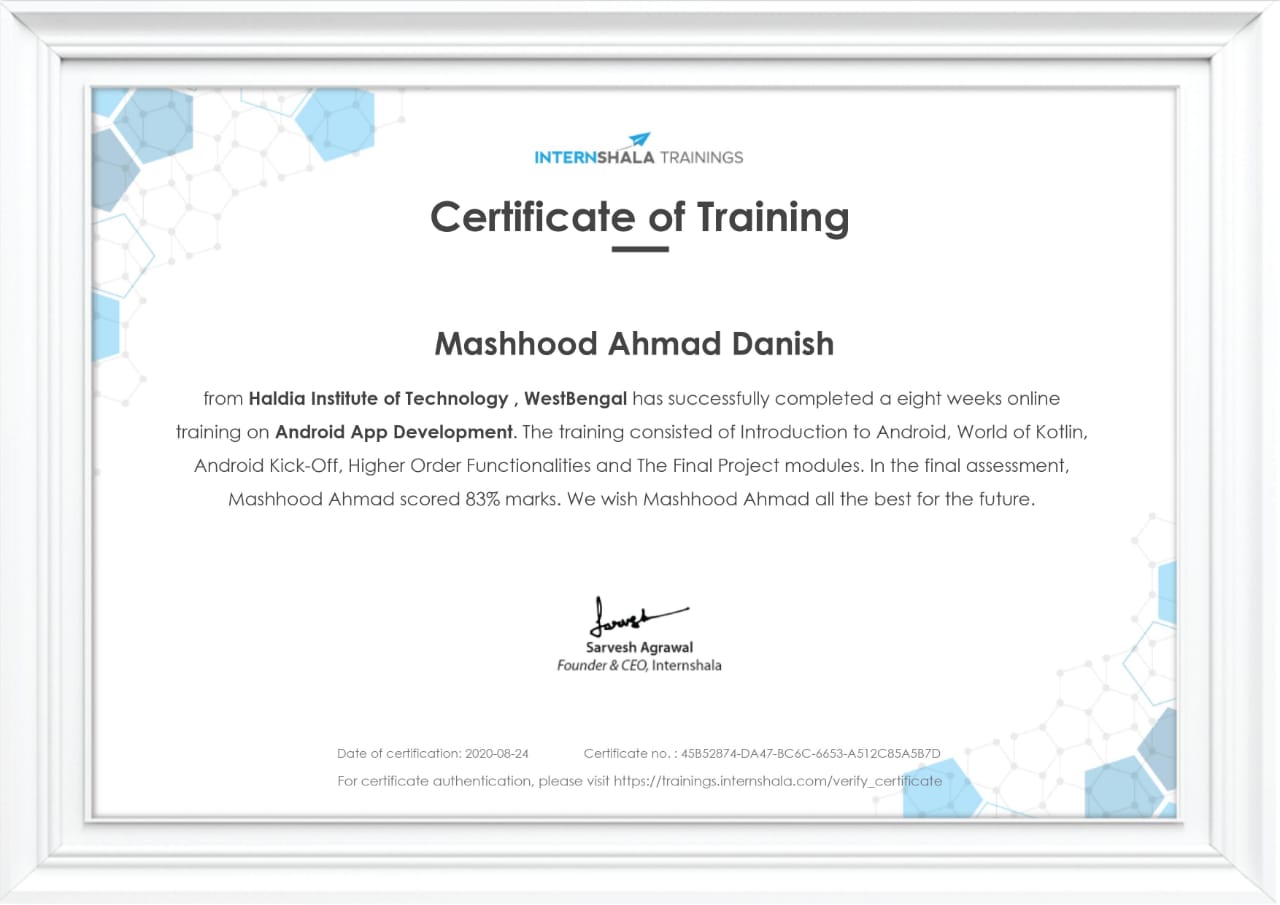 INTERNSHALA TRAININGS
Certificate of Training
Mashhood Ahmad Danish
from Haldia Institute of Technology , WestBengal has successfully completed a eight weeks online
training on Android App Development. The training consisted of Introduction to Android, World of Kotlin,
Android Kick-Off, Higher Order Functionalities and The Final Project modules. In the final assessment,
Mashhood Ahmad scored 83% marks. We wish Mashhood Ahmad all the best for the future.
Sarvesh
Sarvesh Agrawal
Founder & CEO, Internshala
Date of certification: 2020-08-24 Certificate no. : 45B52874-DA47-BC6C-6653-A512C85A5B7D
For certificate authentication, please visit https://trainings.internshala.com/verify_certificate